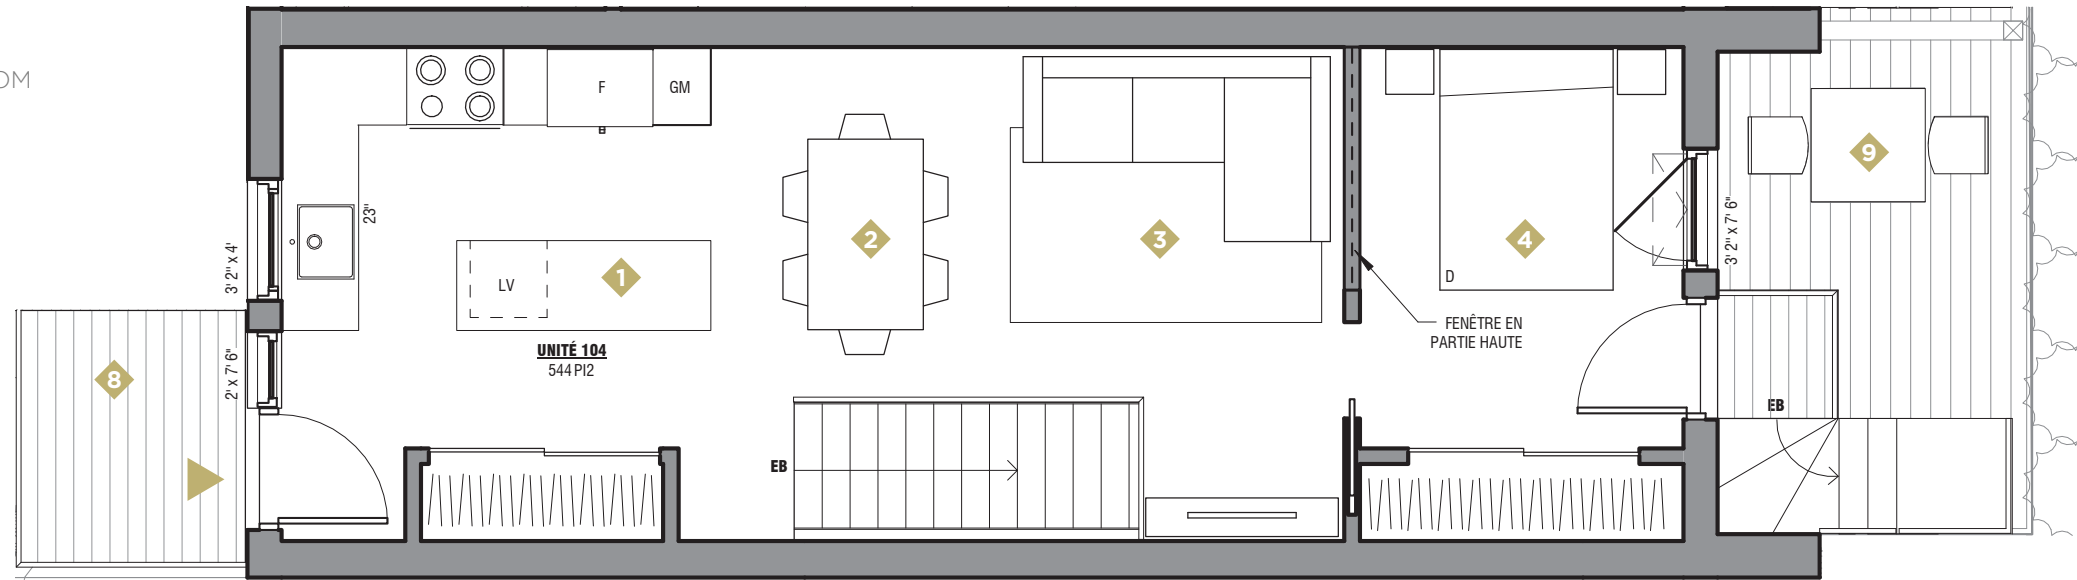 OM
F
GM
23"
3' 2" x 4'
LV
1
2
3
4
D
9
3' 2" x 7' 6"
FENÊTRE EN
PARTIE HAUTE
UNITÉ 104
544 PI2
8
2' x 7' 6"
EB
EB